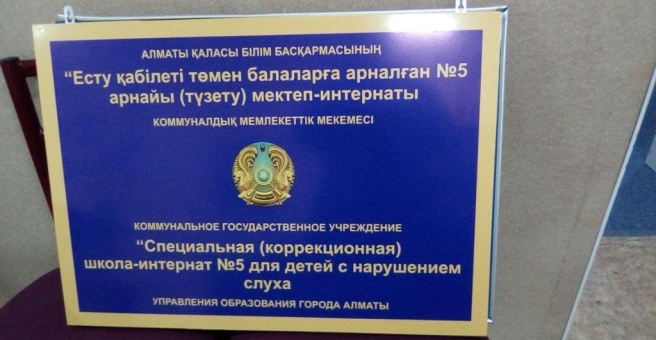 АЛМАТЫ ҚАЛАСЫ БІЛІМ БАСҚАРМАСЫНЫҢ
“Есту қабілеті төмен балаларға арналған №5
арнайы (түзету) мектеп-интернаты
КОММУНАЛДЫҚ МЕМЛЕКЕТТІК МЕКЕМЕСІ
КОММУНАЛЬНОЕ ГОСУДАРСТВЕННОЕ УЧРЕЖДЕНИЕ
“Специальная (коррекционная)
школа-интернат №5 для детей с нарушением
слуха
УПРАВЛЕНИЯ ОБРАЗОВАНИЯ ГОРОДА АЛМАТЫ